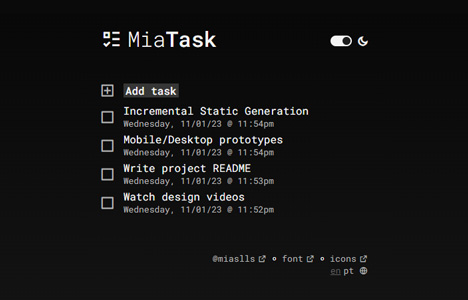 MiaTask
Add task
Incremental Static Generation
Wednesday, 11/01/23 @ 11:54pm
Mobile/Desktop prototypes
Wednesday, 11/01/23 @ 11:54pm
Write project README
Wednesday, 11/01/23 @ 11:53pm
Watch design videos
Wednesday, 11/01/23 @ 11:52pm
@miaslls font icons
en pt